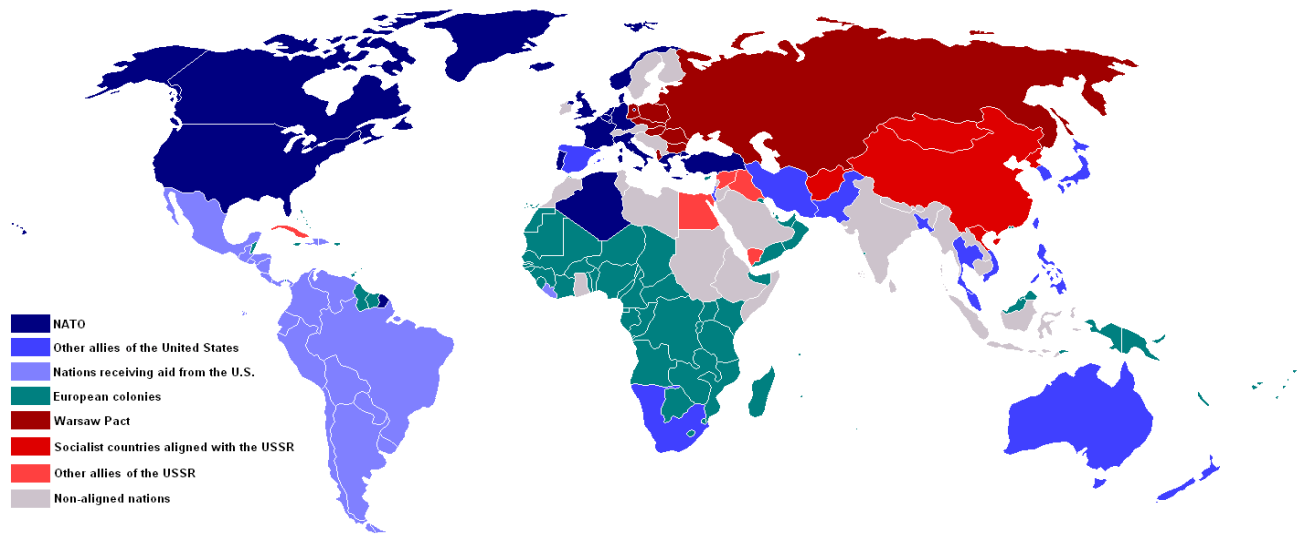 NATO
Other allies of the United States
Nations receiving aid from the U.S.
European colonies
Warsaw Pact
Socialist countries aligned with the USSR
Other allies of the USSR
Non-aligned nations